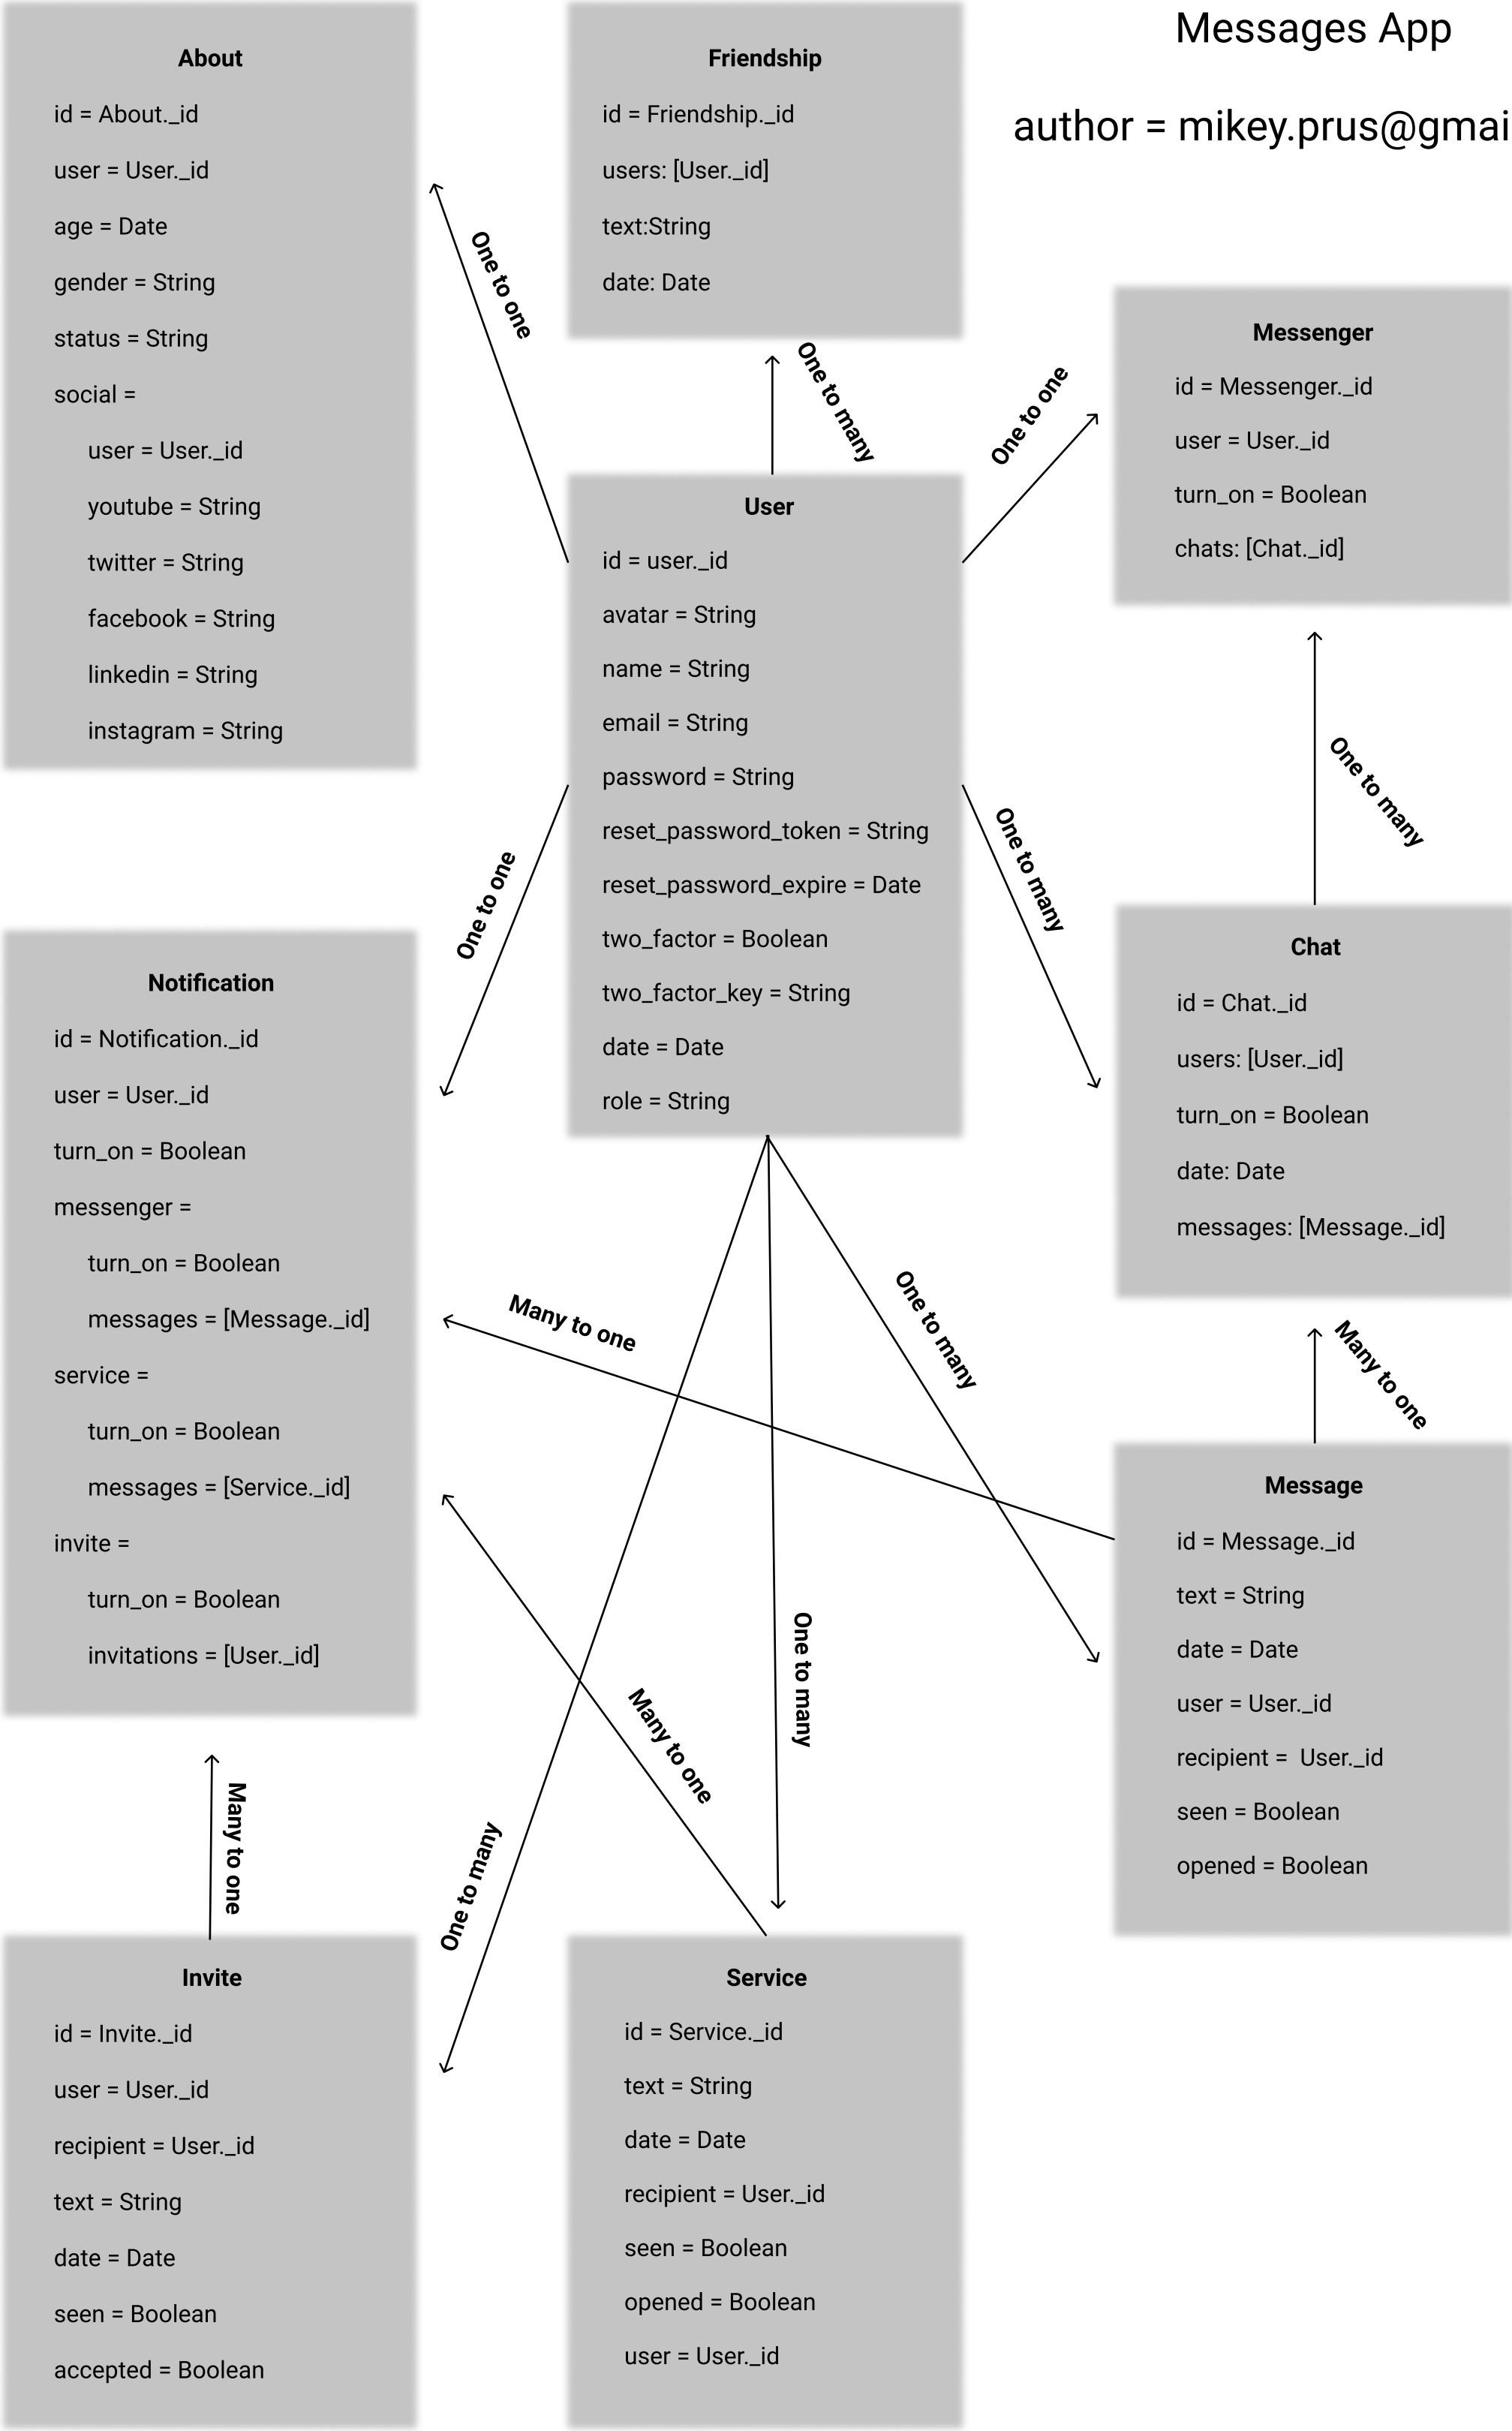 Messages App
author = mikey.prus@gmai
About
id = About._id
user = User._id
age = Date
gender = String
status = String
social =
user = User._id
youtube = String
twitter = String
facebook = String
linkedin = String
instagram = String
Friendship
id = Friendship._id
users: [User._id]
text:String
date: Date
Messenger
id = Messenger._id
user = User._id
turn_on = Boolean
chats: [Chat._id]
One to one
One to many
One to one
User
id = user._id
avatar = String
name = String
email = String
password = String
reset_password_token = String
reset_password_expire = Date
two_factor = Boolean
two_factor_key = String
date = Date
role = String
One to one
One to many
One to many
Notification
id = Notification._id
user = User._id
turn_on = Boolean
messenger =
turn_on = Boolean
messages = [Message._id]
service =
turn_on = Boolean
messages = [Service._id]
invite =
turn_on = Boolean
invitations = [User._id]
Chat
id = Chat._id
users: [User._id]
turn_on = Boolean
date: Date
messages: [Message._id]
Many to one
One to many
Many to one
Message
id = Message._id
text = String
date = Date
user = User._id
recipient =  User._id
seen = Boolean
opened = Boolean
One to many
Many to one
Many to one
One to many
Invite
id = Invite._id
user = User._id
recipient = User._id
text = String
date = Date
seen = Boolean
accepted = Boolean
Service
id = Service._id
text = String
date = Date
recipient = User._id
seen = Boolean
opened = Boolean
user = User._id